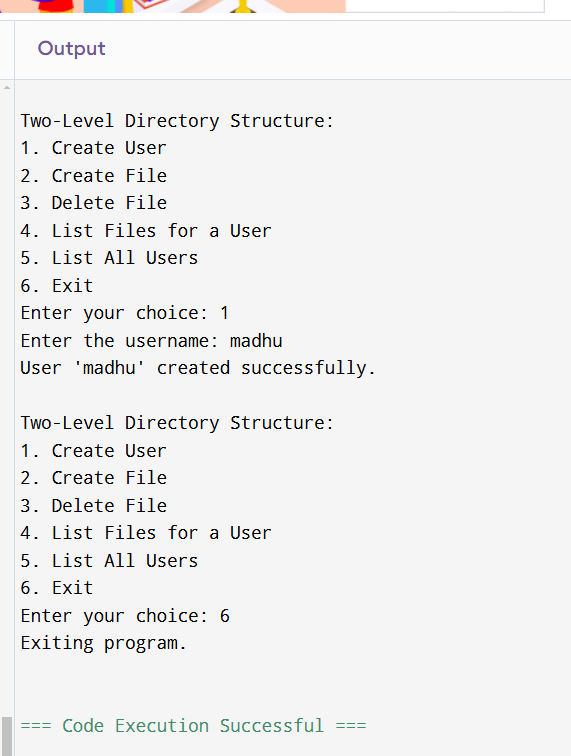 Output
Two-Level Directory Structure:
1. Create User
2. Create File
3. Delete File
4. List Files for a User
5. List All Users
6. Exit
Enter your choice: 1
Enter the username: madhu
User 'madhu' created successfully.
Two-Level Directory Structure:
1. Create User
2. Create File
3. Delete File
4. List Files for a User
5. List All Users
6. Exit
Enter your choice: 6
Exiting program.
=== Code Execution Successful ===